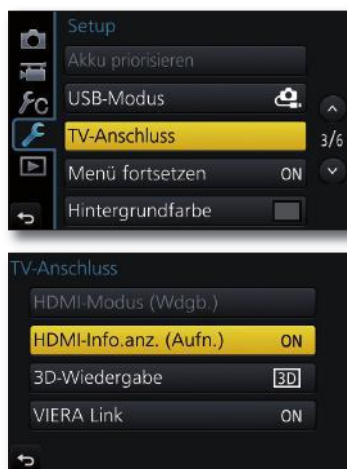 Setup
Akku priorisieren
USB-Modus
TV-Anschluss
3/6
Menü fortsetzen ON
Hintergrundfarbe
TV-Anschluss
HDMI-Modus (Wdgb.)
HDMI-Info.anz. (Aufn.) ON
3D-Wiedergabe 3D
VIERA Link ON